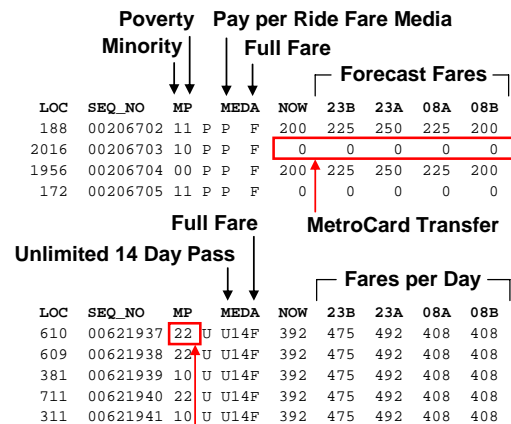 Poverty Pay per Ride Fare Media
Minority Full Fare
Forecast Fares
LOC SEQ_NO MP MEDA NOW 23B 23A 08A 08B
188 00206702 11 P P F 200 225 250 225 200
2016 00206703 10 P P F 0 0 0 0 0
1956 00206704 00 P P F 200 225 250 225 200
172 00206705 11 P P F 0 0 0 0 0
Full Fare MetroCard Transfer
Unlimited 14 Day Pass
Fares per Day
LOC SEQ_NO MP MEDA NOW 23B 23A 08A 08B
610 00621937 22 U U14F 392 475 492 408 408
609 00621938 22 U U14F 392 475 492 408 408
381 00621939 10 U U14F 392 475 492 408 408
711 00621940 22 U U14F 392 475 492 408 408
311 00621941 10 U U14F 392 475 492 408 408